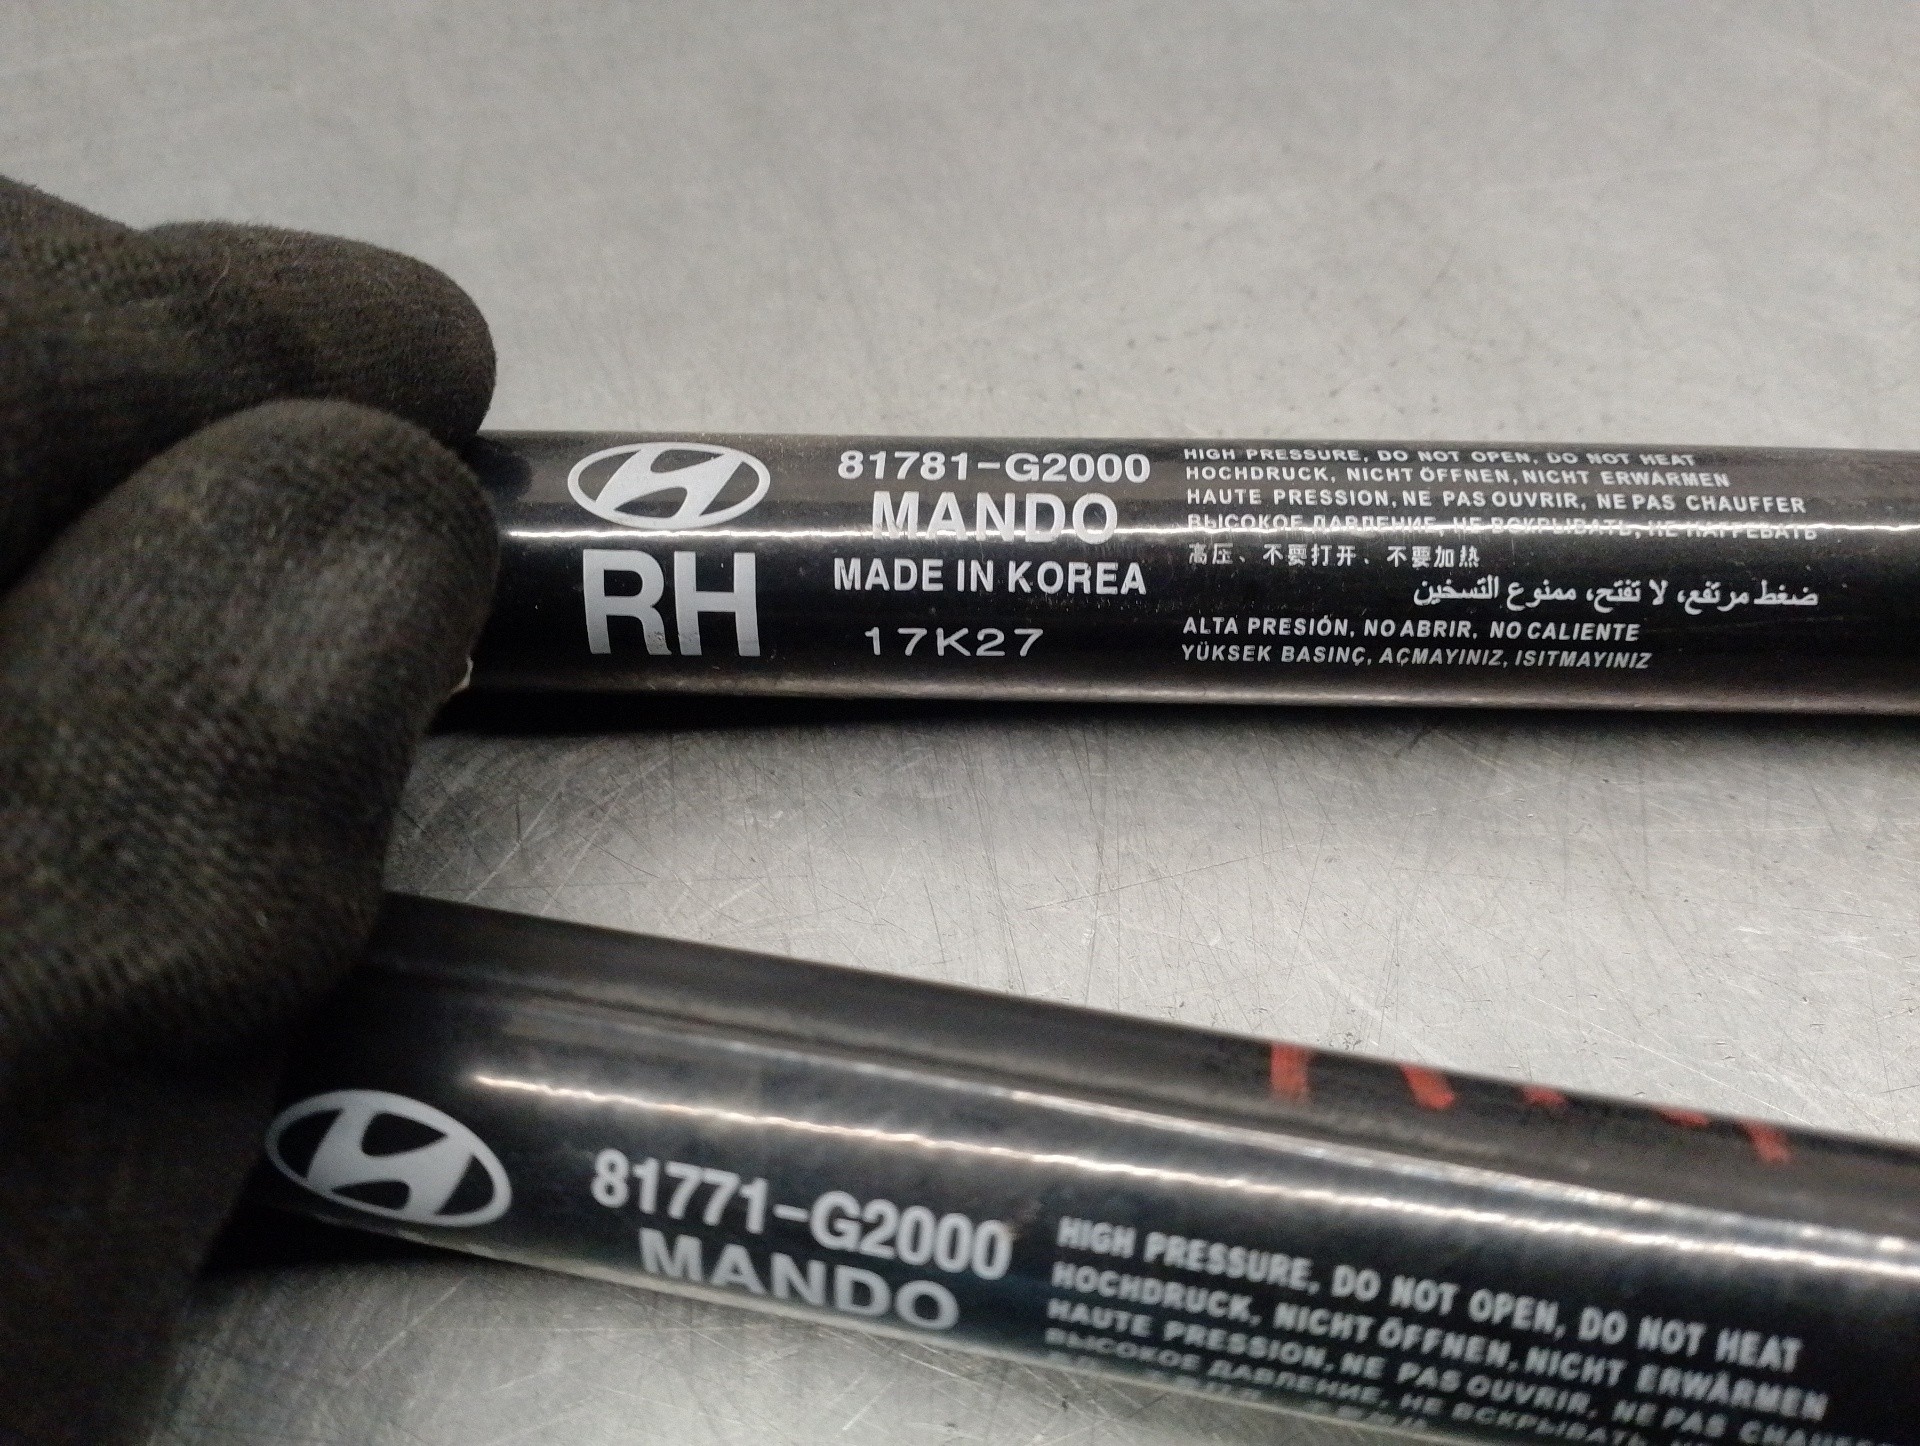 81781-G2000
MANDO
MADE IN KOREA
17K27
RH
HIGH PRESSURE, DO NOT OPEN, DO NOT HEAT
HOCHDRUCK, NICHT ÖFFNEN, NICHT ERWÄRMEN
HAUTE PRESSION, NE PAS OUVRIR, NE PAS CHAUFFER
ВЫСОКОЕ ДАВЛЕНИЕ, НЕ ВСКРЫВАТЬ, НЕ НАГРЕВАТЬ
高压、不要打开、不要加热
ضغط مرتفع، لا تفتح، ممنوع التسخين
ALTA PRESIÓN, NO ABRIR, NO CALIENTE
YÜKSEK BASINÇ, AÇMAYINIZ, ISITMAYINIZ
81771-G2000
MANDO
HIGH PRESSURE, DO NOT OPEN, DO NOT HEAT
HOCHDRUCK, NICHT ÖFFNEN, NICHT ERWÄRMEN
HAUTE PRESSION, NE PAS OUVRIR, NE PAS
ВЫСОКОЕ ДАВЛЕНИЕ, НЕ ВСКРЫВАТЬ,